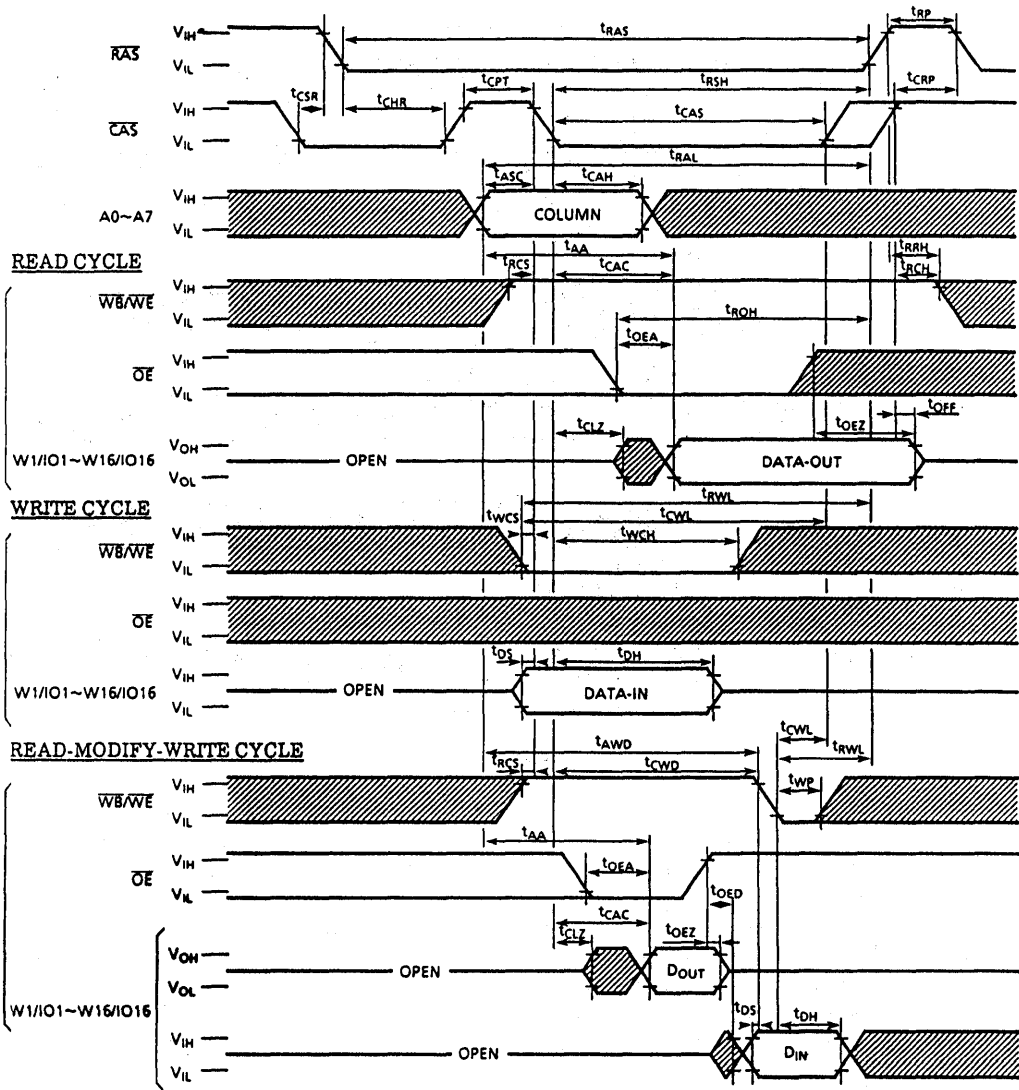 tRP
VIH
tRAS
RAS
VIL
tCPT
tRSH
tCRP
tCSR
tCHR
VIH
tCAS
CAS
VIL
tRAL
tASC
tCAH
VIH
A0~A7
COLUMN
VIL
READ CYCLE
tAA
tRRH
tRCS
tCAC
tRCH
VIH
WB/WE
VIL
tROH
tOEA
VIH
OE
VIL
tOFF
tCLZ
tOEZ
VOH
W1/IO1~W16/IO16
OPEN
DATA-OUT
VOL
WRITE CYCLE
tRWL
tWCS
tCWL
tWCH
VIH
WB/WE
VIL
VIH
OE
VIL
tDS
tDH
VIH
W1/IO1~W16/IO16
OPEN
DATA-IN
VIL
READ-MODIFY-WRITE CYCLE
tAWD
tCWL
tRCS
tCWD
tRWL
tWP
VIH
WB/WE
VIL
tAA
VIH
OE
tOEA
VIL
tOED
tCAC
tCLZ
tOEZ
VOH
OPEN
DOUT
VOL
W1/IO1~W16/IO16
tDS
tDH
VIH
OPEN
DIN
VIL